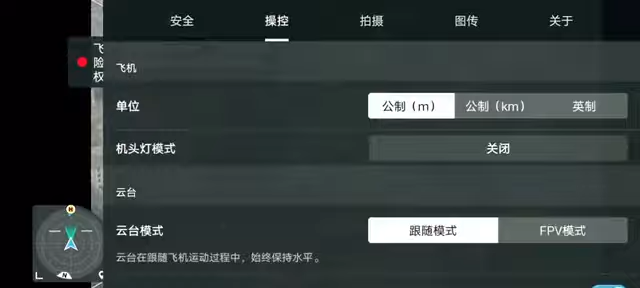 安全 操控 拍摄 图传 关于
飞
险
权
飞机
单位 公制（m） 公制（km） 英制
机头灯模式 关闭
云台
云台模式 跟随模式 FPV模式
云台在跟随飞机运动过程中，始终保持水平。
N
N